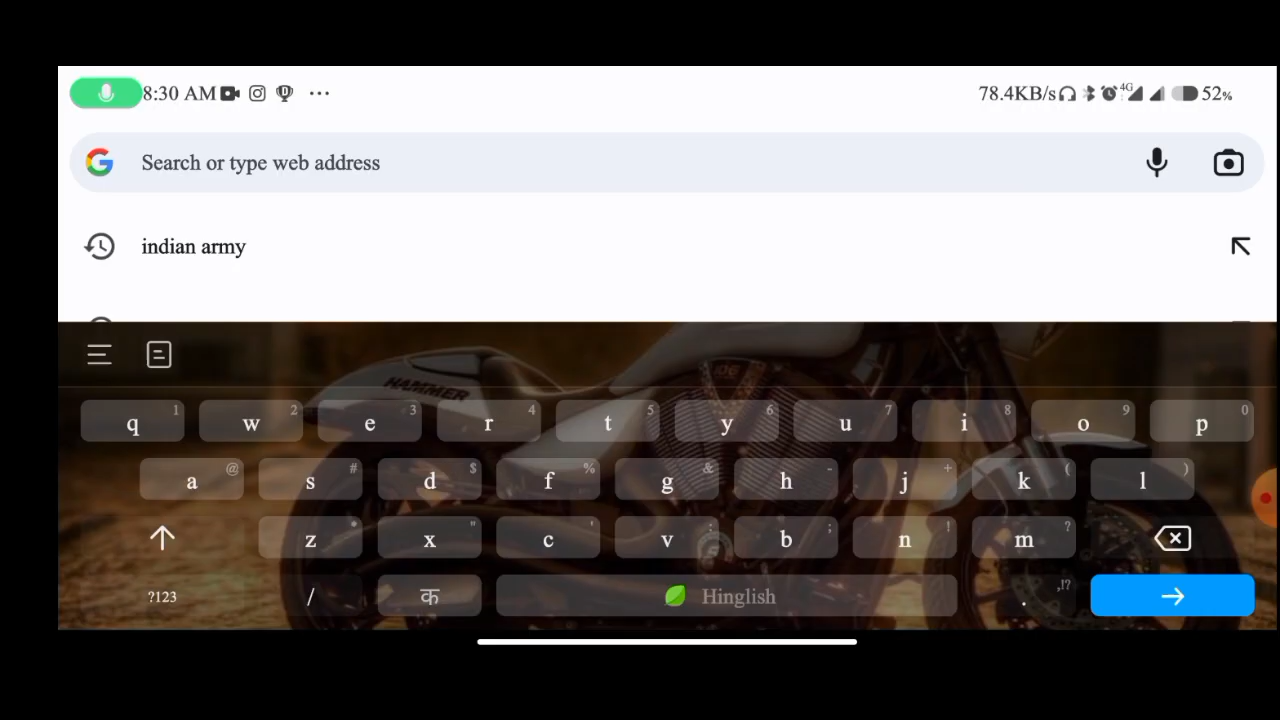 8:30 AM ··· 78.4KB/s 4G 52%
Search or type web address
indian army
HAMMER
q 1 w 2 e 3 r 4 t 5 y 6 u 7 i 8 o 9 p 0
a @ s # d $ f % g & h - j + k ( l )
z * x " c ' v : b ; n ! m ?
?123 / क Hinglish . ,!?